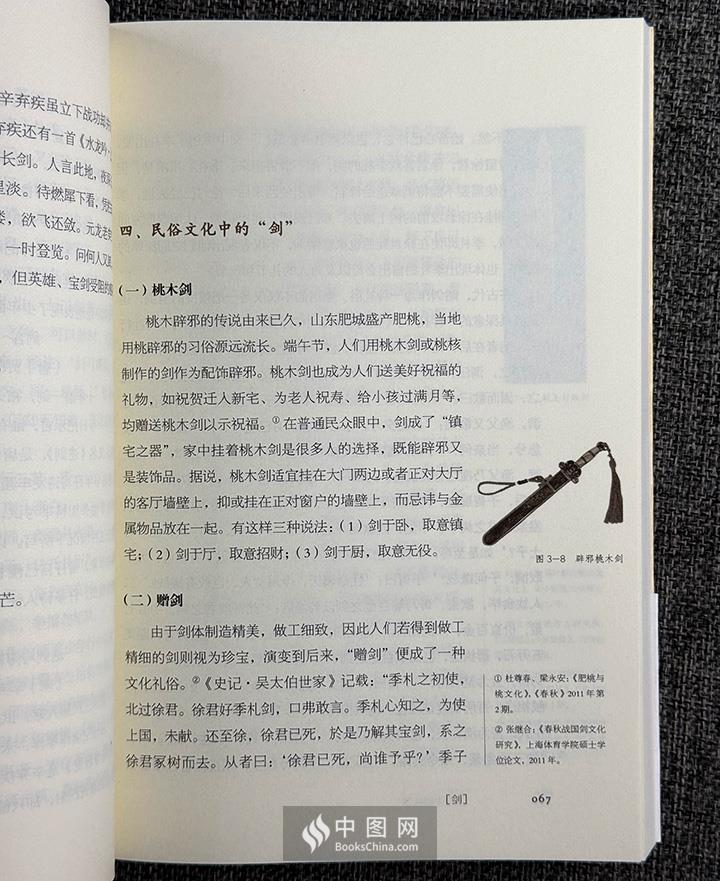 辛弃疾虽立下战功却并
弃疾还有一首《水龙吟·
长剑。人言此地，夜深
星淡。待燃犀下看，凭栏
娄，欲飞还敛。元龙老矣
一时登览。问何人又卸
，但英雄、宝剑受阻的
芒。
四、民俗文化中的“剑”
(一) 桃木剑
桃木辟邪的传说由来已久，山东肥城盛产肥桃，当地
用桃辟邪的习俗源远流长。端午节，人们用桃木剑或桃核
制作的剑作为配饰辟邪。桃木剑也成为人们送美好祝福的
礼物，如祝贺迁入新宅、为老人祝寿、给小孩过满月等，
均赠送桃木剑以示祝福。①在普通民众眼中，剑成了“镇
宅之器”，家中挂着桃木剑是很多人的选择，既能辟邪又
是装饰品。据说，桃木剑适宜挂在大门两边或者正对大厅
的客厅墙壁上，抑或挂在正对窗户的墙壁上，而忌讳与金
属物品放在一起。有这样三种说法：(1) 剑于卧，取意镇
宅；(2) 剑于厅，取意招财；(3) 剑于厨，取意无役。
图 3-8 辟邪桃木剑
(二) 赠剑
由于剑体制造精美，做工细致，因此人们若得到做工
精细的剑则视为珍宝，演变到后来，“赠剑”便成了一种
文化礼俗。②《史记·吴太伯世家》记载：“季札之初使，
北过徐君。徐君好季札剑，口弗敢言。季札心知之，为使
上国，未献。还至徐，徐君已死，於是乃解其宝剑，系之
徐君冢树而去。从者曰：‘徐君已死，尚谁予乎？’季子
① 杜尊春、梁永安：《肥桃与
桃文化》，《春秋》2011 年第
2 期。
② 张继合：《春秋战国剑文化
研究》，上海体育学院硕士学
位论文，2011 年。
［剑］ 067
中图网
BooksChina.com